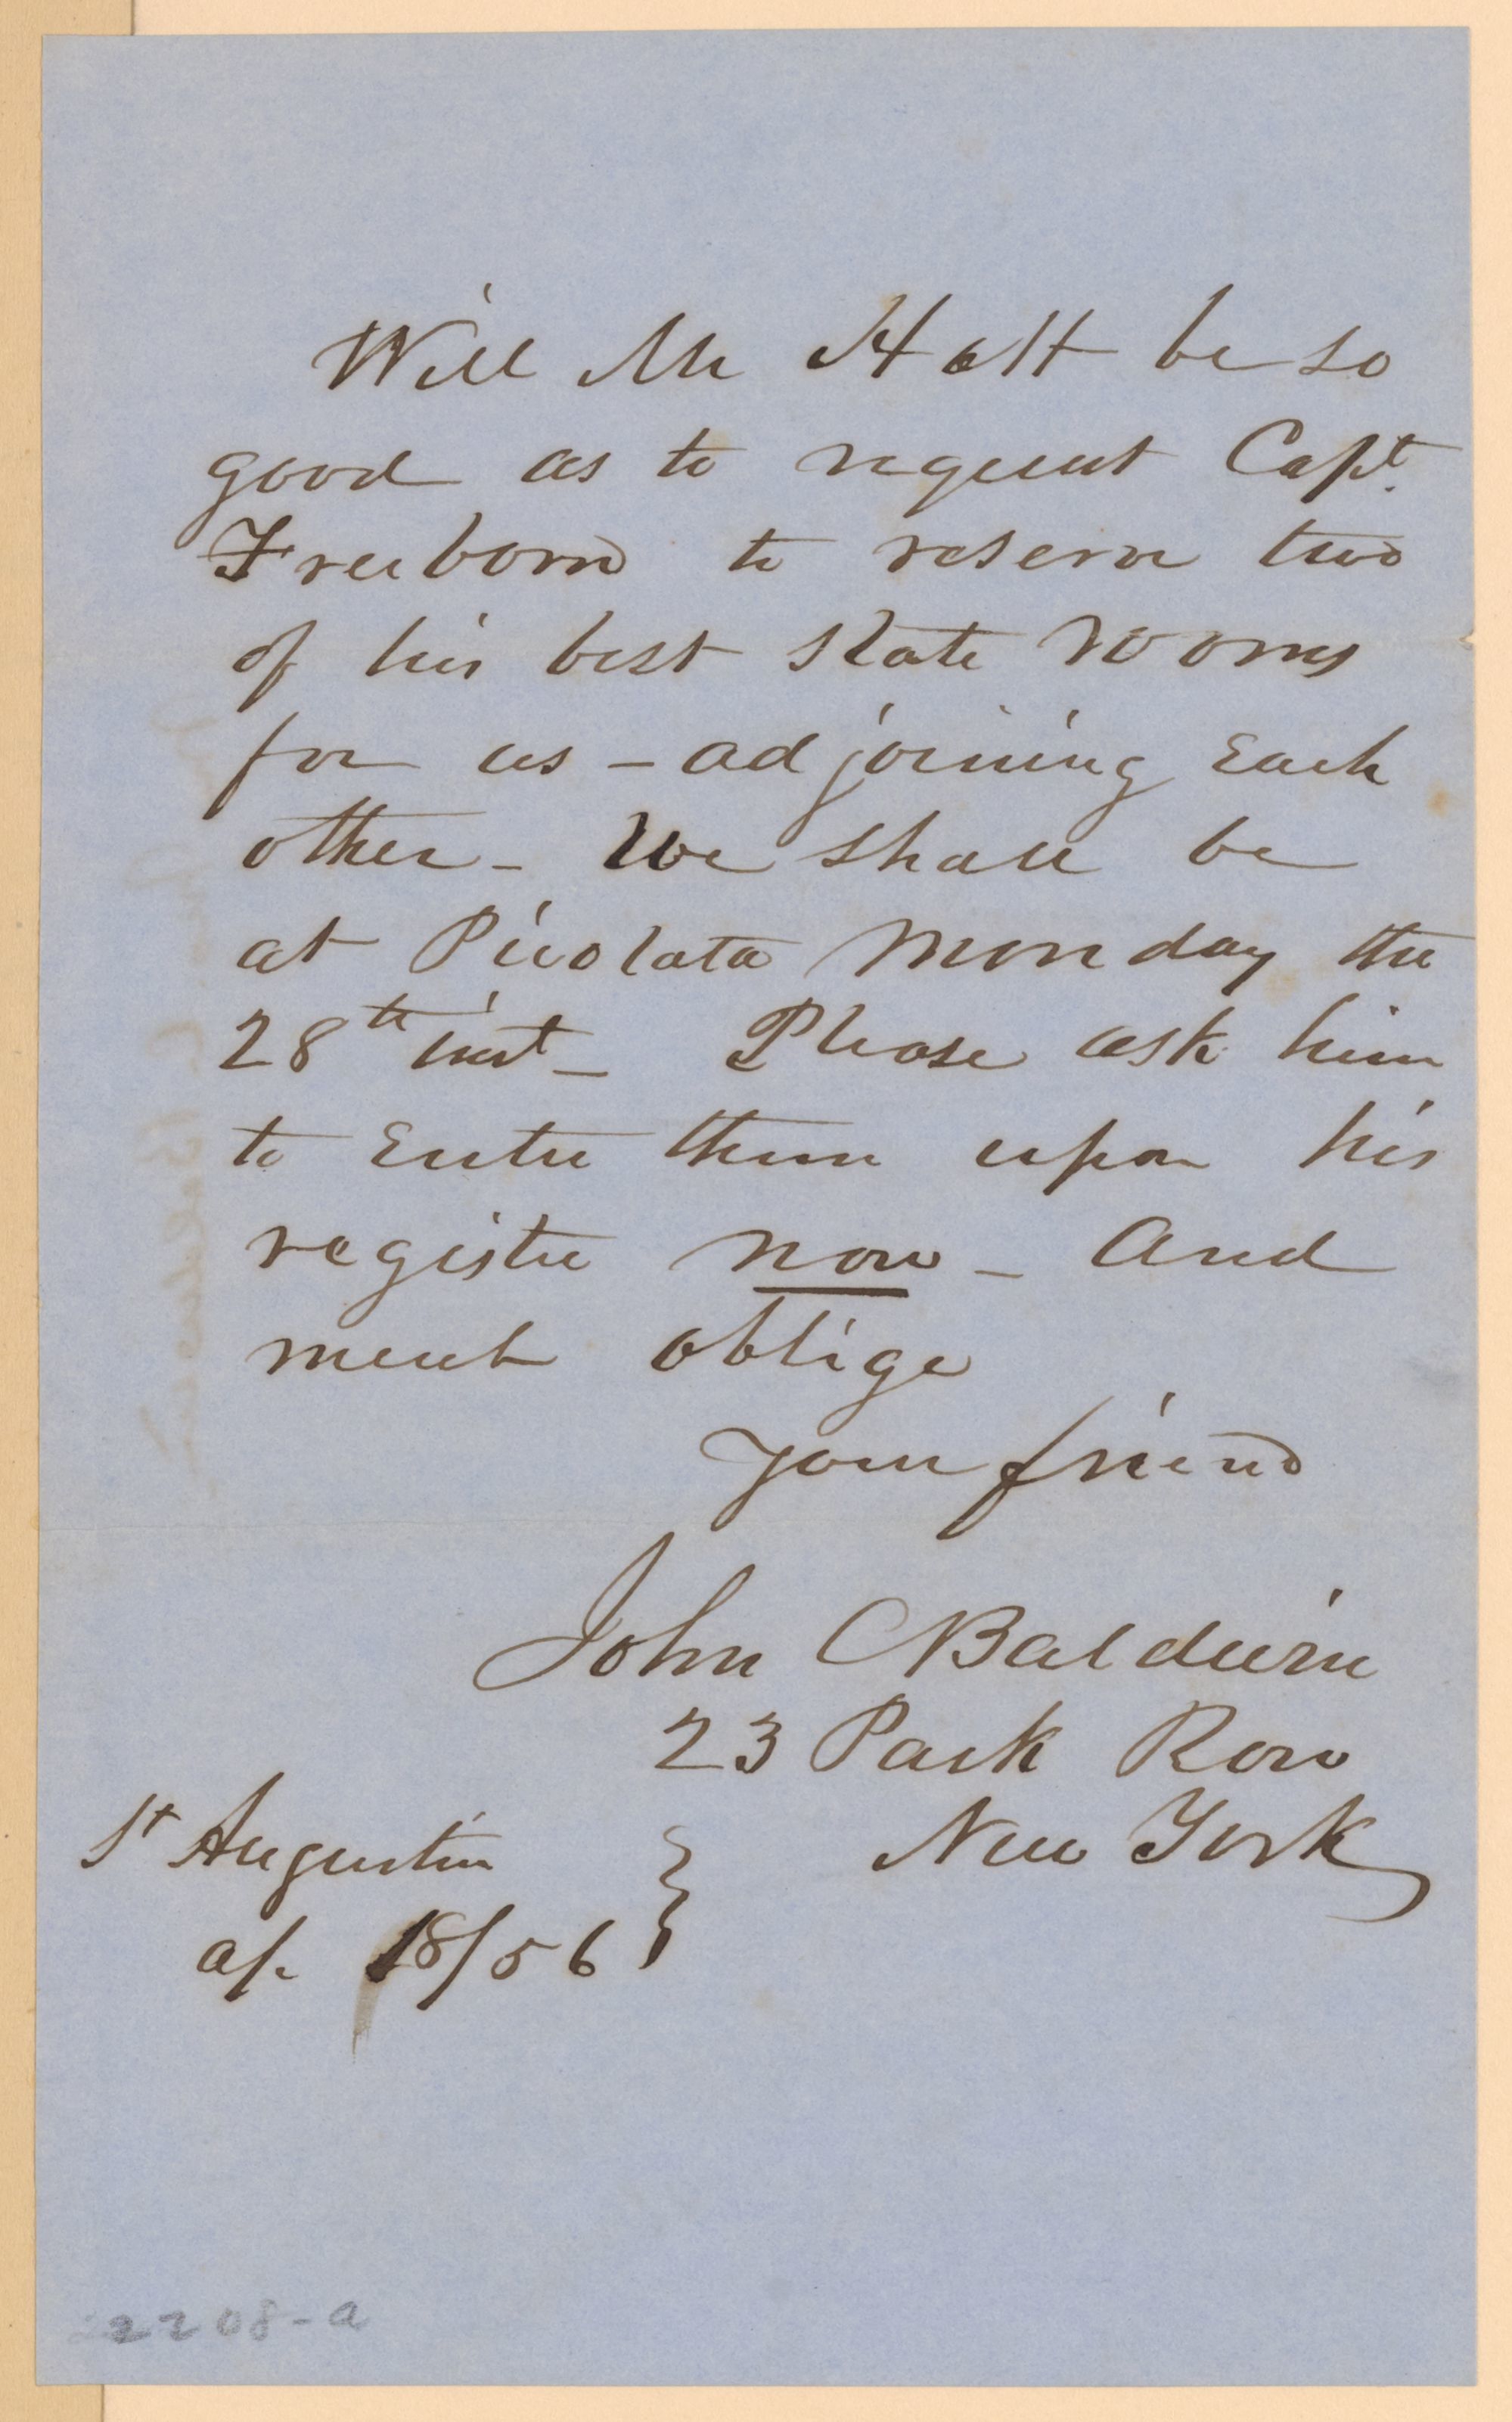 Will Mr Holt be so
good as to request Capt.
Freeborn to reserve two
of his best state rooms
for us - adjoining Each
other - We shall be
at Picolata Monday the
28th inst - Please ask him
to Enter them upon his
register now - And
much oblige
Your friend
John C Baldwin
23 Park Row
New York
St Augustine
ap. 18/56
2208-a